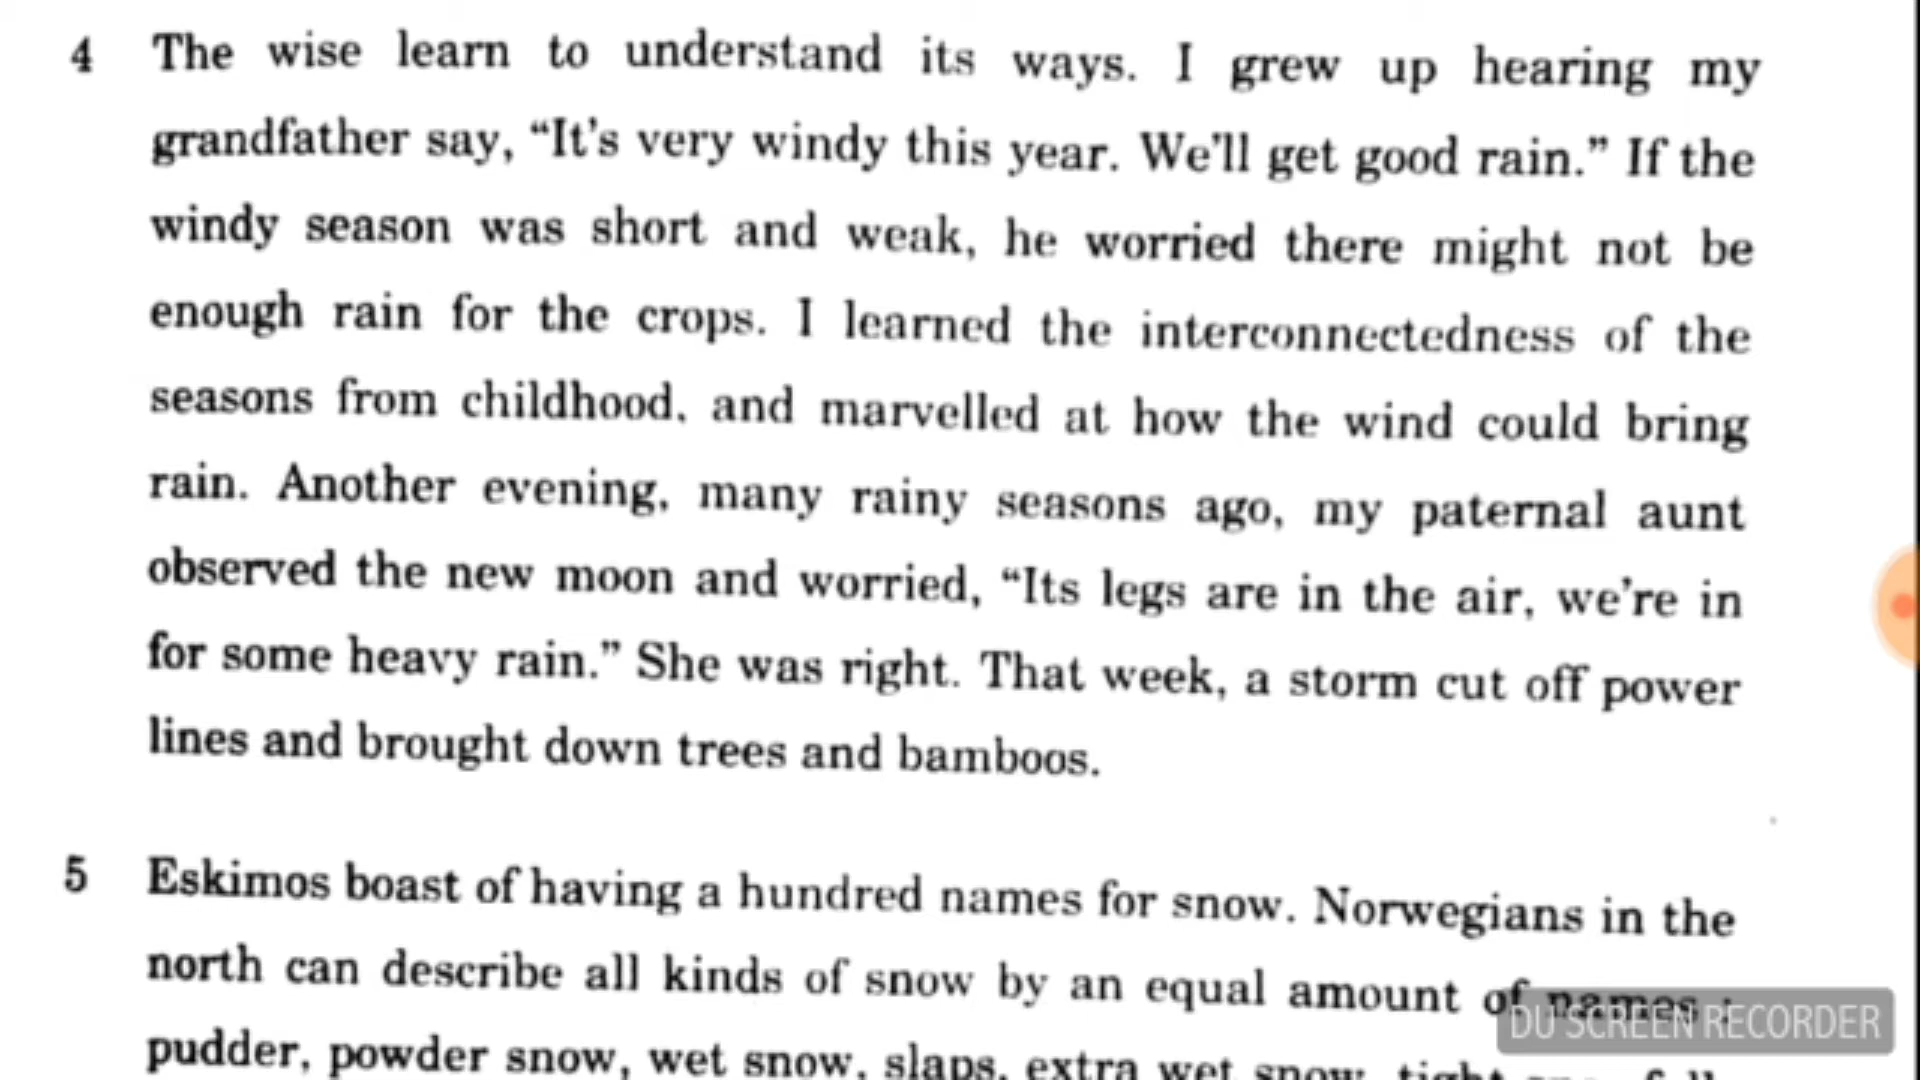 4 The wise learn to understand its ways. I grew up hearing my
grandfather say, “It’s very windy this year. We’ll get good rain.” If the
windy season was short and weak, he worried there might not be
enough rain for the crops. I learned the interconnectedness of the
seasons from childhood, and marvelled at how the wind could bring
rain. Another evening, many rainy seasons ago, my paternal aunt
observed the new moon and worried, “Its legs are in the air, we’re in
for some heavy rain.” She was right. That week, a storm cut off power
lines and brought down trees and bamboos.
5 Eskimos boast of having a hundred names for snow. Norwegians in the
north can describe all kinds of snow by an equal amount of names :
pudder, powder snow, wet snow, slaps, extra wet snow, tight
DU SCREEN RECORDER